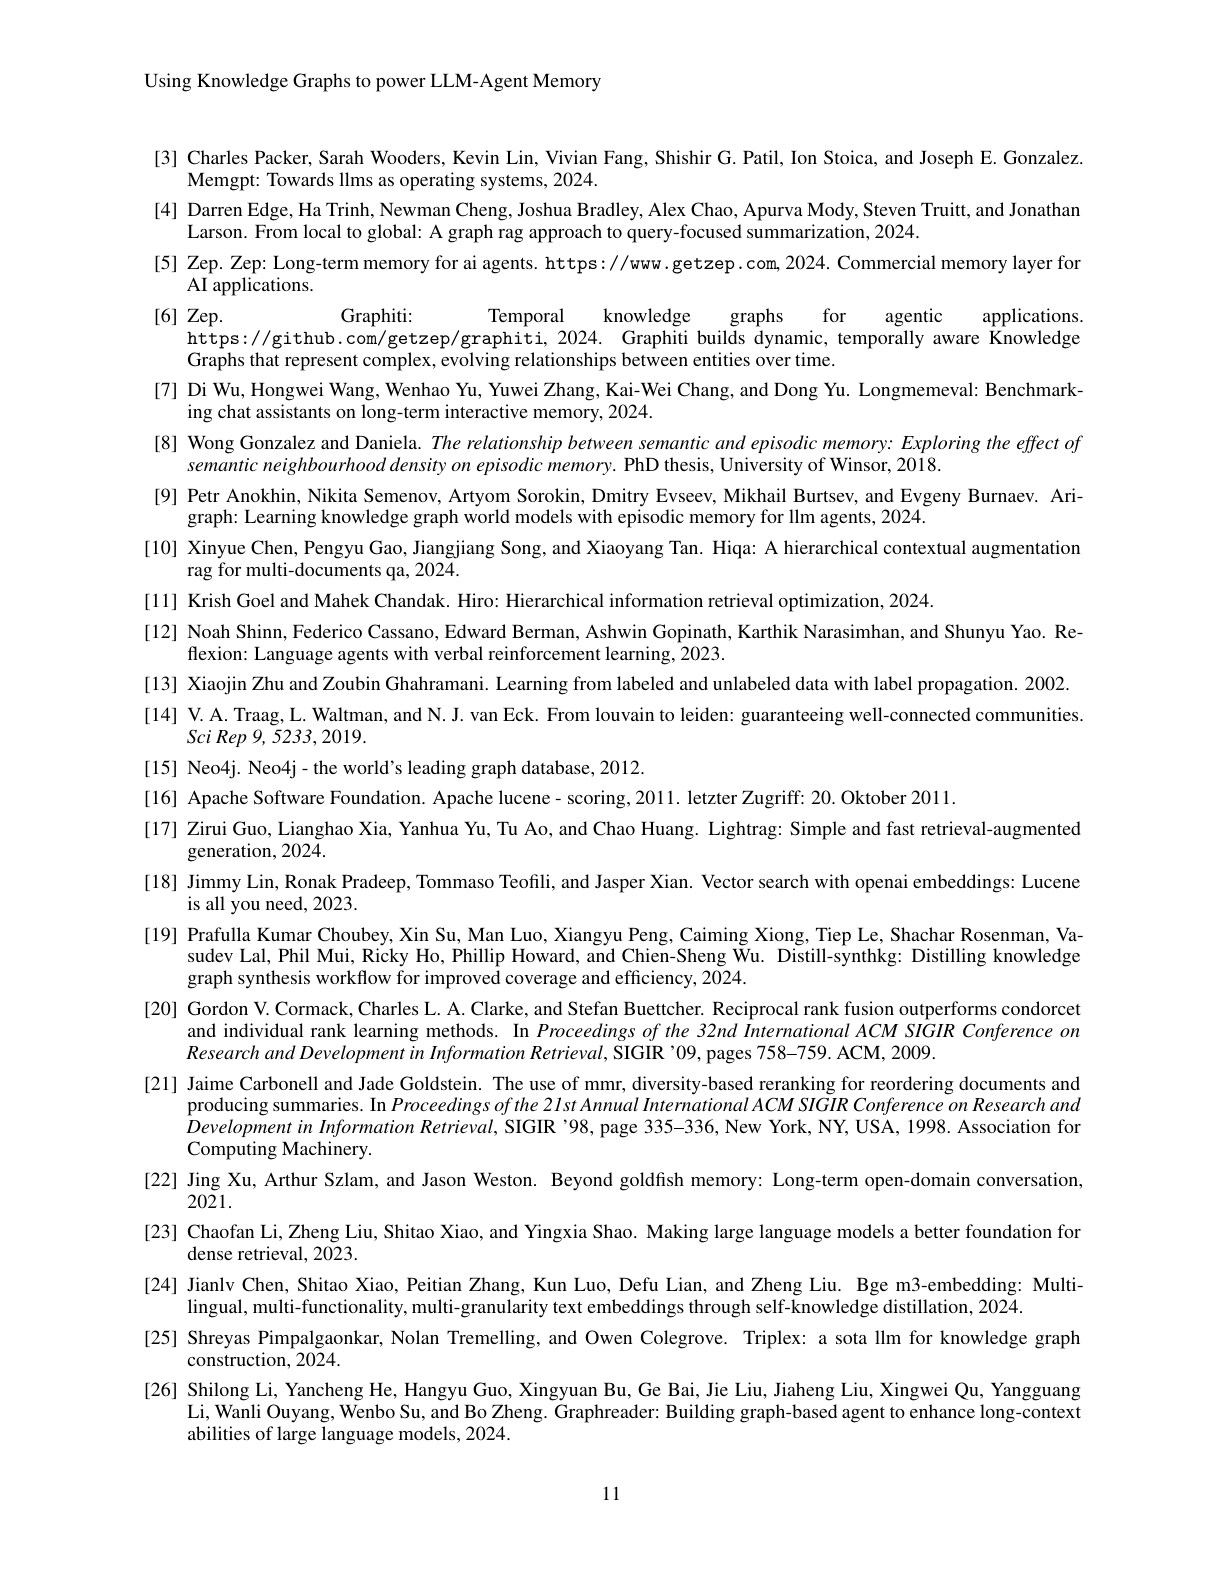 Using Knowledge Graphs to power LLM-Agent Memory
[3] Charles Packer, Sarah Wooders, Kevin Lin, Vivian Fang, Shishir G. Patil, Ion Stoica, and Joseph E. Gonzalez.
Memgpt: Towards llms as operating systems, 2024.
[4] Darren Edge, Ha Trinh, Newman Cheng, Joshua Bradley, Alex Chao, Apurva Mody, Steven Truitt, and Jonathan
Larson. From local to global: A graph rag approach to query-focused summarization, 2024.
[5] Zep. Zep: Long-term memory for ai agents. https://www.getzep.com, 2024. Commercial memory layer for
AI applications.
[6] Zep. Graphiti: Temporal knowledge graphs for agentic applications.
https://github.com/getzep/graphiti, 2024. Graphiti builds dynamic, temporally aware Knowledge
Graphs that represent complex, evolving relationships between entities over time.
[7] Di Wu, Hongwei Wang, Wenhao Yu, Yuwei Zhang, Kai-Wei Chang, and Dong Yu. Longmemeval: Benchmark-
ing chat assistants on long-term interactive memory, 2024.
[8] Wong Gonzalez and Daniela. The relationship between semantic and episodic memory: Exploring the effect of
semantic neighbourhood density on episodic memory. PhD thesis, University of Winsor, 2018.
[9] Petr Anokhin, Nikita Semenov, Artyom Sorokin, Dmitry Evseev, Mikhail Burtsev, and Evgeny Burnaev. Ari-
graph: Learning knowledge graph world models with episodic memory for llm agents, 2024.
[10] Xinyue Chen, Pengyu Gao, Jiangjiang Song, and Xiaoyang Tan. Hiqa: A hierarchical contextual augmentation
rag for multi-documents qa, 2024.
[11] Krish Goel and Mahek Chandak. Hiro: Hierarchical information retrieval optimization, 2024.
[12] Noah Shinn, Federico Cassano, Edward Berman, Ashwin Gopinath, Karthik Narasimhan, and Shunyu Yao. Re-
flexion: Language agents with verbal reinforcement learning, 2023.
[13] Xiaojin Zhu and Zoubin Ghahramani. Learning from labeled and unlabeled data with label propagation. 2002.
[14] V. A. Traag, L. Waltman, and N. J. van Eck. From louvain to leiden: guaranteeing well-connected communities.
Sci Rep 9, 5233, 2019.
[15] Neo4j. Neo4j - the world's leading graph database, 2012.
[16] Apache Software Foundation. Apache lucene - scoring, 2011. letzter Zugriff: 20. Oktober 2011.
[17] Zirui Guo, Lianghao Xia, Yanhua Yu, Tu Ao, and Chao Huang. Lightrag: Simple and fast retrieval-augmented
generation, 2024.
[18] Jimmy Lin, Ronak Pradeep, Tommaso Teofili, and Jasper Xian. Vector search with openai embeddings: Lucene
is all you need, 2023.
[19] Prafulla Kumar Choubey, Xin Su, Man Luo, Xiangyu Peng, Caiming Xiong, Tiep Le, Shachar Rosenman, Va-
sudev Lal, Phil Mui, Ricky Ho, Phillip Howard, and Chien-Sheng Wu. Distill-synthkg: Distilling knowledge
graph synthesis workflow for improved coverage and efficiency, 2024.
[20] Gordon V. Cormack, Charles L. A. Clarke, and Stefan Buettcher. Reciprocal rank fusion outperforms condorcet
and individual rank learning methods. In Proceedings of the 32nd International ACM SIGIR Conference on
Research and Development in Information Retrieval, SIGIR '09, pages 758–759. ACM, 2009.
[21] Jaime Carbonell and Jade Goldstein. The use of mmr, diversity-based reranking for reordering documents and
producing summaries. In Proceedings of the 21st Annual International ACM SIGIR Conference on Research and
Development in Information Retrieval, SIGIR '98, page 335–336, New York, NY, USA, 1998. Association for
Computing Machinery.
[22] Jing Xu, Arthur Szlam, and Jason Weston. Beyond goldfish memory: Long-term open-domain conversation,
2021.
[23] Chaofan Li, Zheng Liu, Shitao Xiao, and Yingxia Shao. Making large language models a better foundation for
dense retrieval, 2023.
[24] Jianlv Chen, Shitao Xiao, Peitian Zhang, Kun Luo, Defu Lian, and Zheng Liu. Bge m3-embedding: Multi-
lingual, multi-functionality, multi-granularity text embeddings through self-knowledge distillation, 2024.
[25] Shreyas Pimpalgaonkar, Nolan Tremelling, and Owen Colegrove. Triplex: a sota llm for knowledge graph
construction, 2024.
[26] Shilong Li, Yancheng He, Hangyu Guo, Xingyuan Bu, Ge Bai, Jie Liu, Jiaheng Liu, Xingwei Qu, Yangguang
Li, Wanli Ouyang, Wenbo Su, and Bo Zheng. Graphreader: Building graph-based agent to enhance long-context
abilities of large language models, 2024.
11